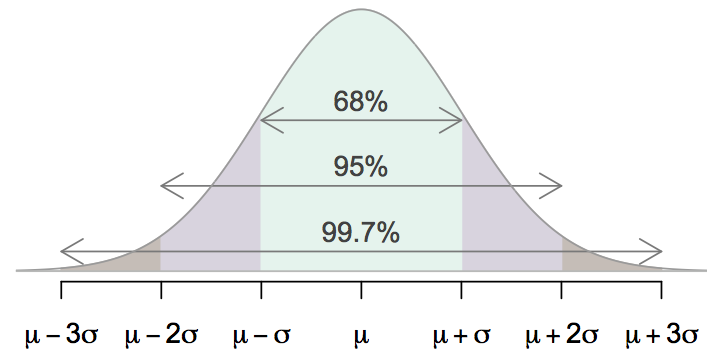 68%
95%
99.7%
μ − 3σ μ − 2σ μ − σ μ μ + σ μ + 2σ μ + 3σ